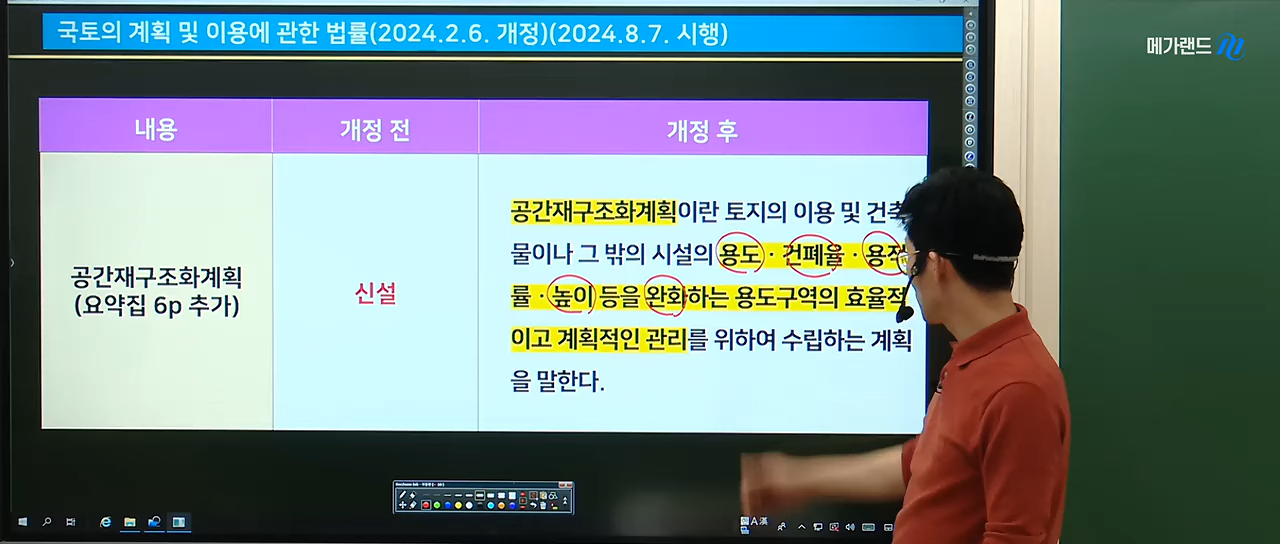 국토의 계획 및 이용에 관한 법률(2024.2.6. 개정)(2024.8.7. 시행)
메가랜드
내용
개정 전
개정 후
공간재구조화계획
(요약집 6p 추가)
신설
공간재구조화계획이란 토지의 이용 및 건축
물이나 그 밖의 시설의 용도 · 건폐율 · 용적
률 · 높이 등을 완화하는 용도구역의 효율적
이고 계획적인 관리를 위하여 수립하는 계획
을 말한다.
A 漢